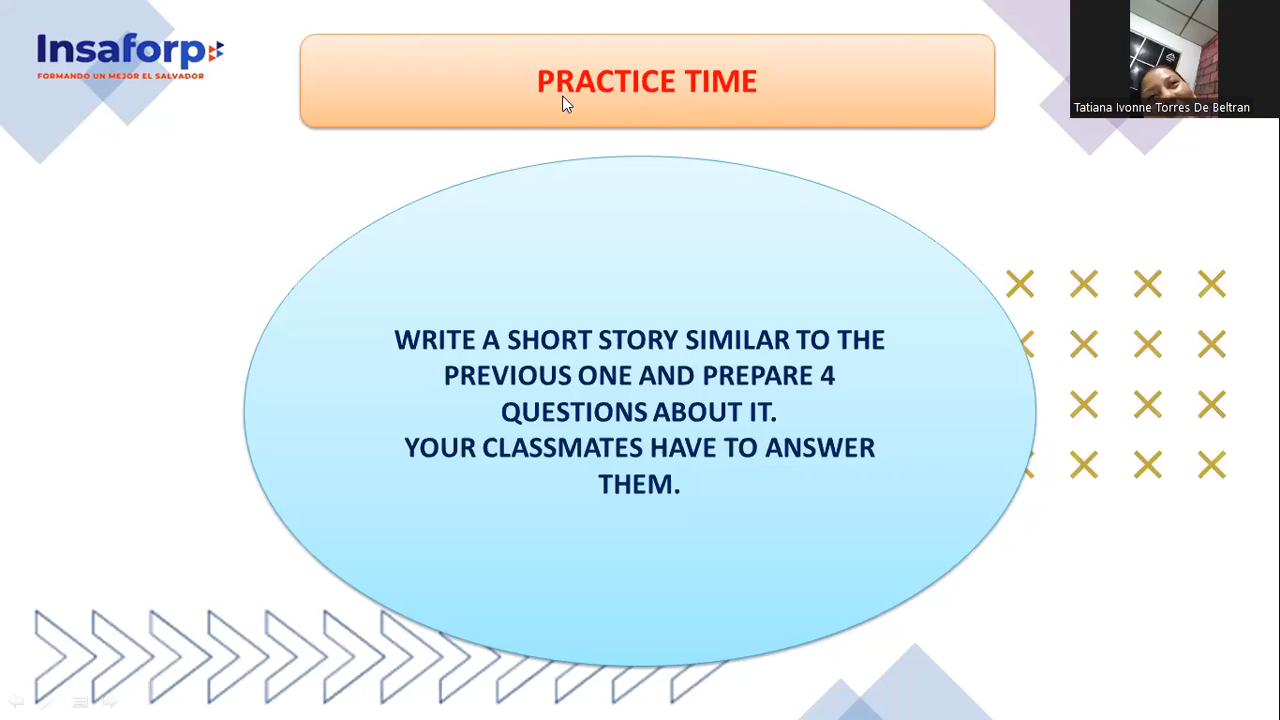 Insaforp
FORMANDO UN MEJOR EL SALVADOR
PRACTICE TIME
Tatiana Ivonne Torres De Beltran
WRITE A SHORT STORY SIMILAR TO THE
PREVIOUS ONE AND PREPARE 4
QUESTIONS ABOUT IT.
YOUR CLASSMATES HAVE TO ANSWER
THEM.